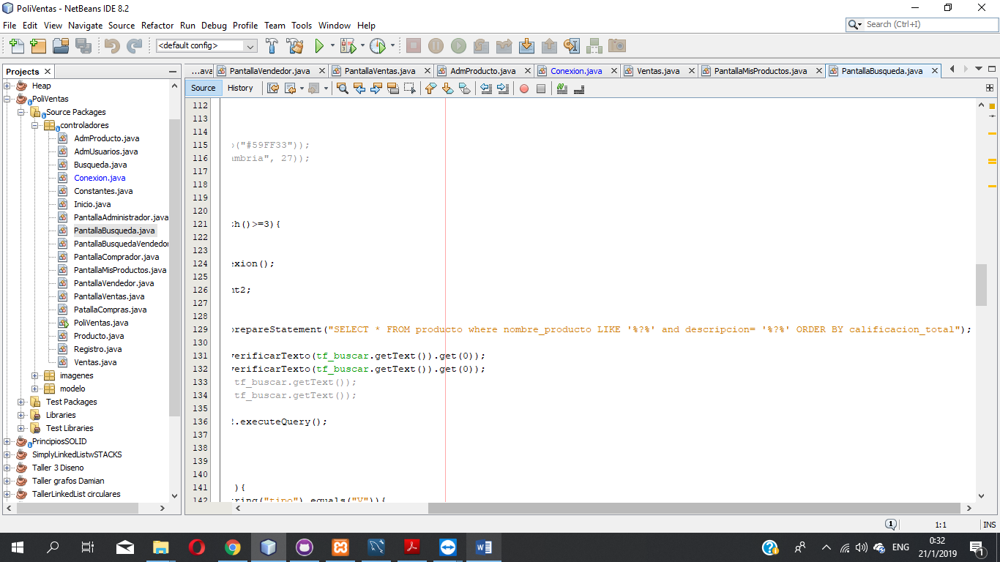 PoliVentas - NetBeans IDE 8.2
File Edit View Navigate Source Refactor Run Debug Profile Team Tools Window Help
Search (Ctrl+I)
<default config>
Projects
...ava PantallaVendedor.java PantallaVentas.java AdmProducto.java Conexion.java Ventas.java PantallaMisProductos.java PantallaBusqueda.java
Source History
Heap
PoliVentas
Source Packages
controladores
AdmProducto.java
AdmUsuarios.java
Busqueda.java
Conexion.java
Constantes.java
Inicio.java
PantallaAdministrador.java
PantallaBusqueda.java
PantallaBusquedaVendedor
PantallaComprador.java
PantallaMisProductos.java
PantallaVendedor.java
PantallaVentas.java
PatallaCompras.java
PoliVentas.java
Producto.java
Registro.java
Ventas.java
imagenes
modelo
Test Packages
Libraries
Test Libraries
PrincipiosSOLID
SimplyLinkedListwSTACKS
Taller 3 Diseno
Taller grafos Damian
TallerLinkedList circulares
112
113
114
115 ("#59FF33"));
116 ambria", 27));
117
118
119
120
121 h()>=3){
122
123
124 exion();
125
126 nt2;
127
128
129 prepareStatement("SELECT * FROM producto where nombre_producto LIKE '%?%' and descripcion= '%?%' ORDER BY calificacion_total");
130
131 verificarTexto(tf_buscar.getText()).get(0));
132 verificarTexto(tf_buscar.getText()).get(0));
133 tf_buscar.getText());
134 tf_buscar.getText());
135
136 2.executeQuery();
137
138
139
140
141 ){
142 ring("tipo").equals("V")){
1
1:1
INS
ENG
0:32
21/1/2019
1